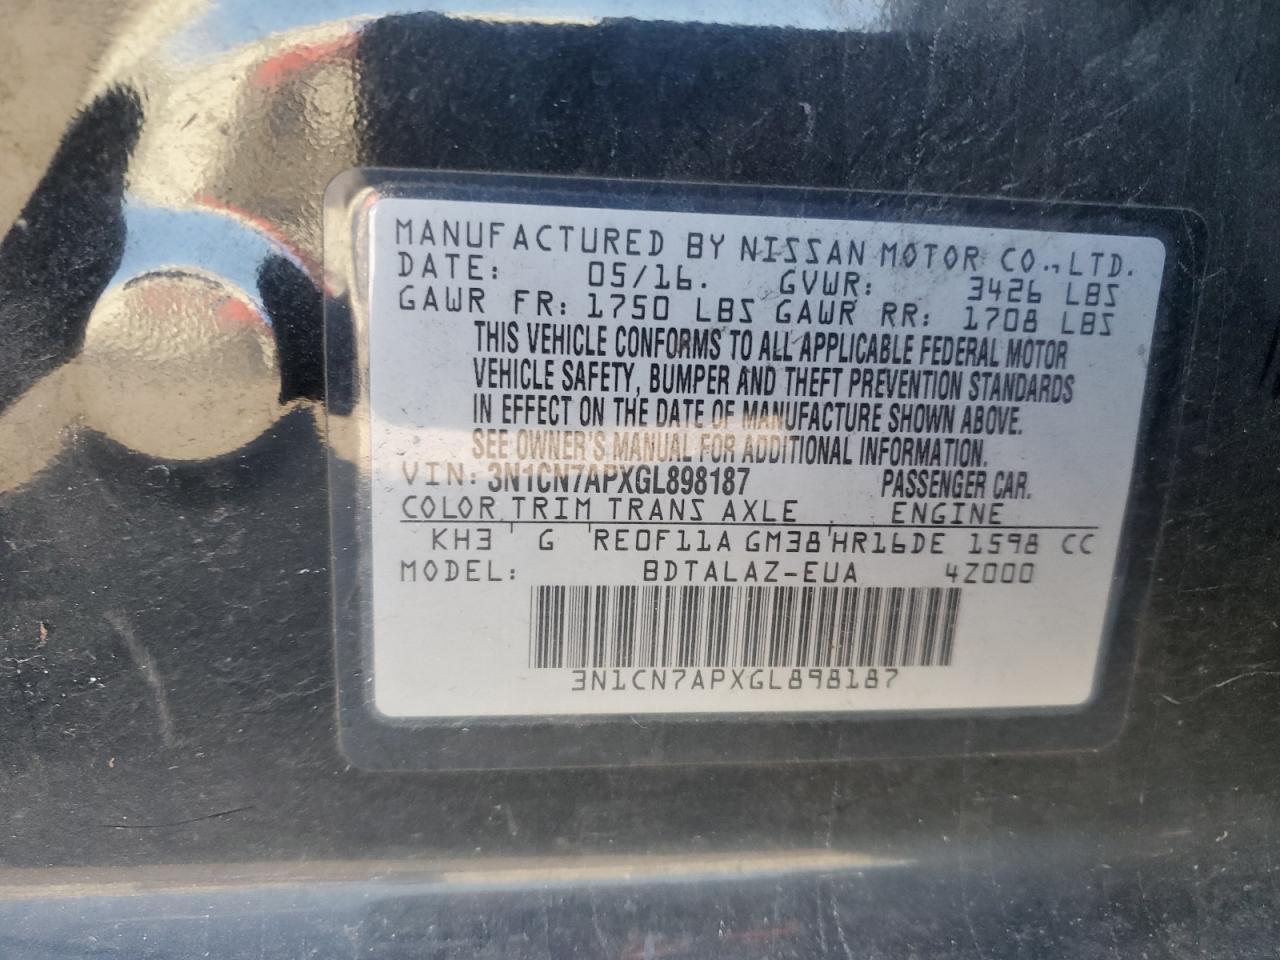 MANUFACTURED BY NISSAN MOTOR CO., LTD.
DATE: 05/16. GVWR: 3426 LBS
GAWR FR: 1750 LBS GAWR RR: 1708 LBS
THIS VEHICLE CONFORMS TO ALL APPLICABLE FEDERAL MOTOR
VEHICLE SAFETY, BUMPER AND THEFT PREVENTION STANDARDS
IN EFFECT ON THE DATE OF MANUFACTURE SHOWN ABOVE.
SEE OWNER'S MANUAL FOR ADDITIONAL INFORMATION.
VIN: 3N1CN7APXGL898187 PASSENGER CAR.
COLOR TRIM TRANS AXLE ENGINE
KH3 G RE0F11A GM38 HR16DE 1598 CC
MODEL: BDTALAZ-EUA 4Z000
3N1CN7APXGL898187